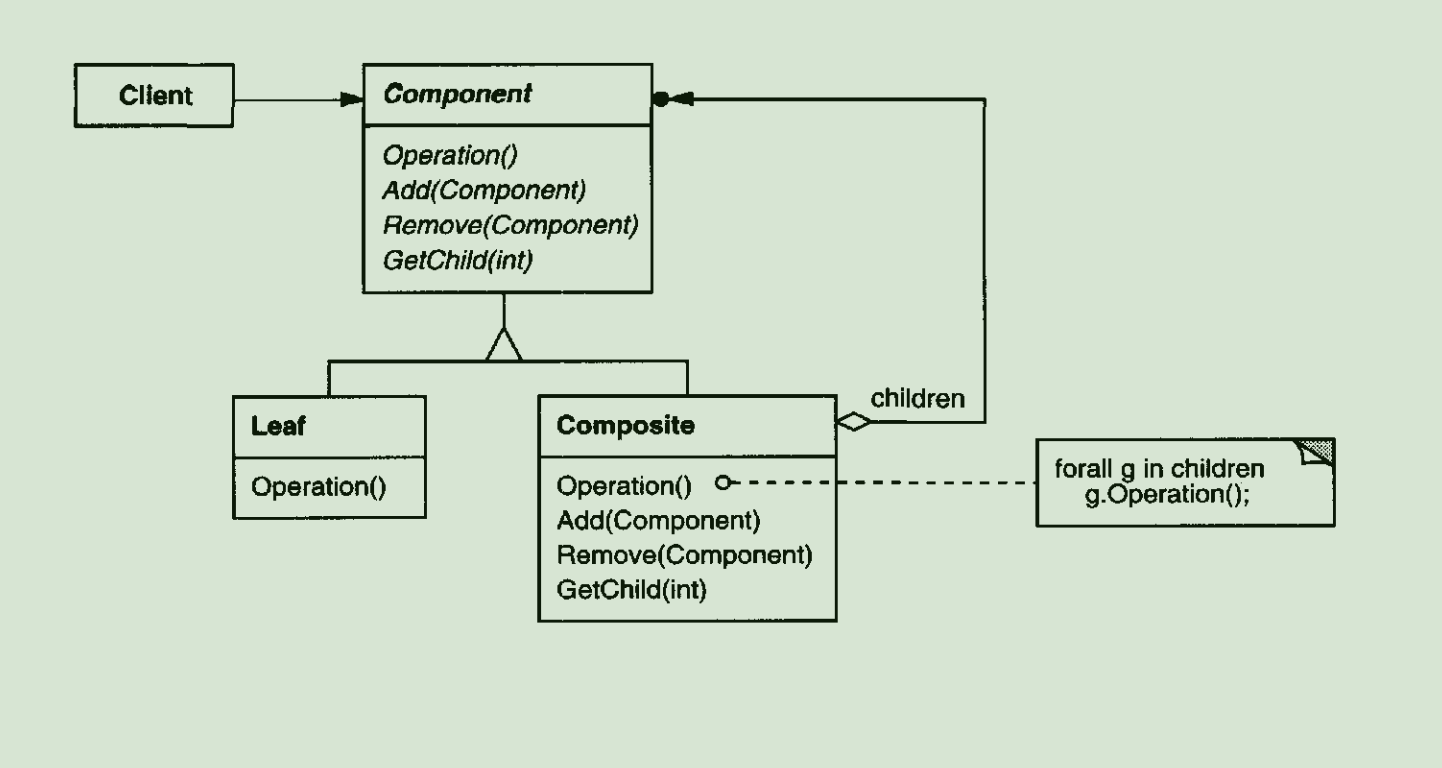 Client
Component
Operation()
Add(Component)
Remove(Component)
GetChild(int)
children
Leaf
Operation()
Composite
Operation()
Add(Component)
Remove(Component)
GetChild(int)
forall g in children
g.Operation();